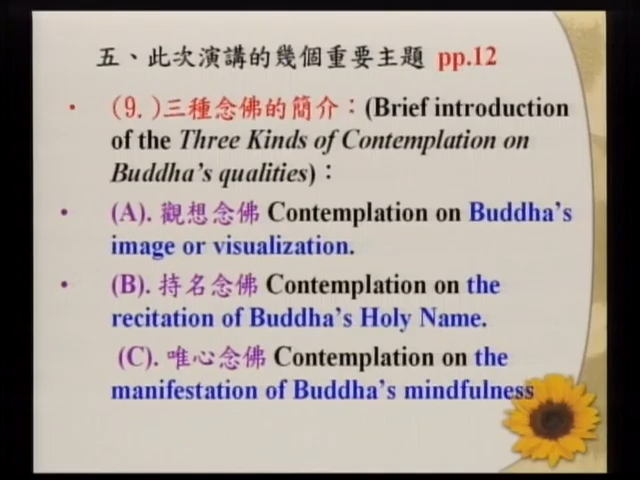 五、此次演講的幾個重要主題 pp.12
• (9.)三種念佛的簡介：(Brief introduction
of the Three Kinds of Contemplation on
Buddha's qualities)：
• (A). 觀想念佛 Contemplation on Buddha's
image or visualization.
• (B). 持名念佛 Contemplation on the
recitation of Buddha's Holy Name.
(C). 唯心念佛 Contemplation on the
manifestation of Buddha's mindfulness